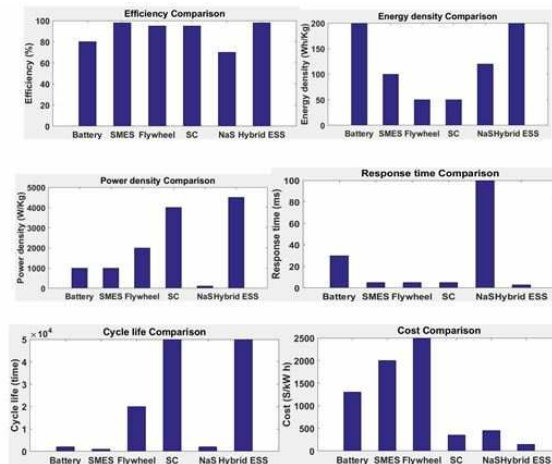 Efficiency Comparison
Efficiency (%)
100
80
60
40
20
0
Battery SMES Flywheel SC NaS Hybrid ESS
Energy density Comparison
Energy density (Wh/Kg)
200
150
100
50
0
Battery SMES Flywheel SC NaS Hybrid ESS
Power density Comparison
Power density (W/Kg)
5000
4000
3000
2000
1000
0
Battery SMES Flywheel SC NaS Hybrid ESS
Response time Comparison
Response time (ms)
100
80
60
40
20
0
Battery SMES Flywheel SC NaS Hybrid ESS
Cycle life Comparison
× 10⁴
Cycle life (time)
5
4
3
2
1
0
Battery SMES Flywheel SC NaS Hybrid ESS
Cost Comparison
Cost (S/kW h)
2500
2000
1500
1000
500
0
Battery SMES Flywheel SC NaS Hybrid ESS